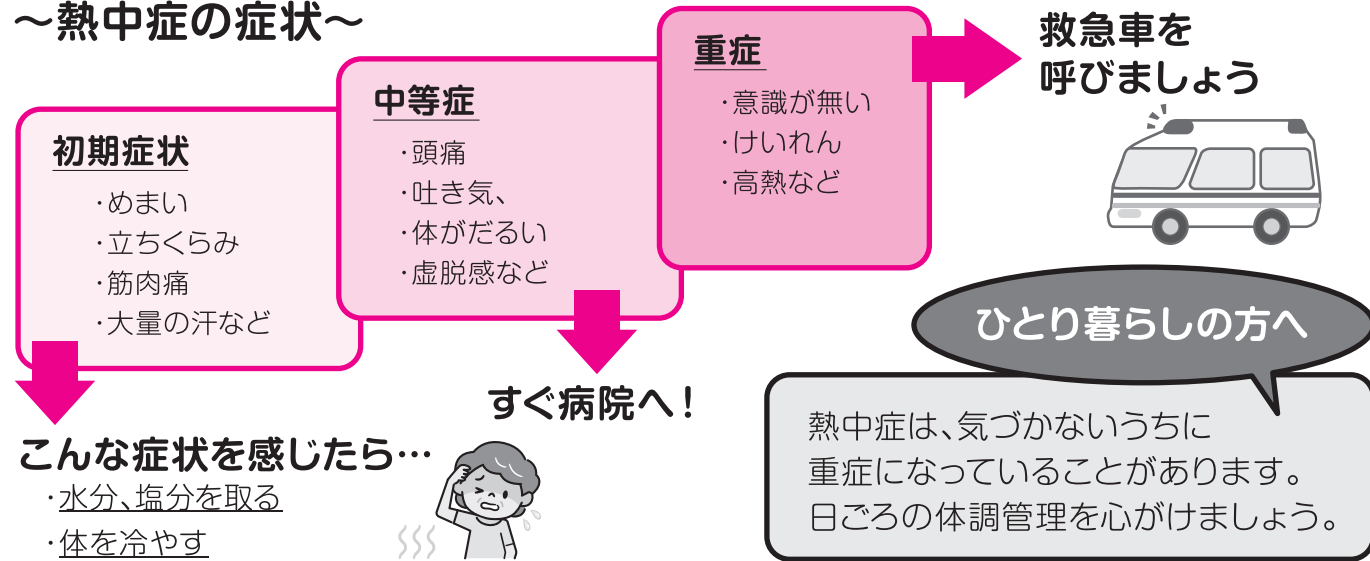 ～熱中症の症状～
初期症状
・めまい
・立ちくらみ
・筋肉痛
・大量の汗など
こんな症状を感じたら…
・水分、塩分を取る
・体を冷やす
中等症
・頭痛
・吐き気、
・体がだるい
・虚脱感など
すぐ病院へ！
重症
・意識が無い
・けいれん
・高熱など
救急車を
呼びましょう
ひとり暮らしの方へ
熱中症は、気づかないうちに
重症になっていることがあります。
日ごろの体調管理を心がけましょう。